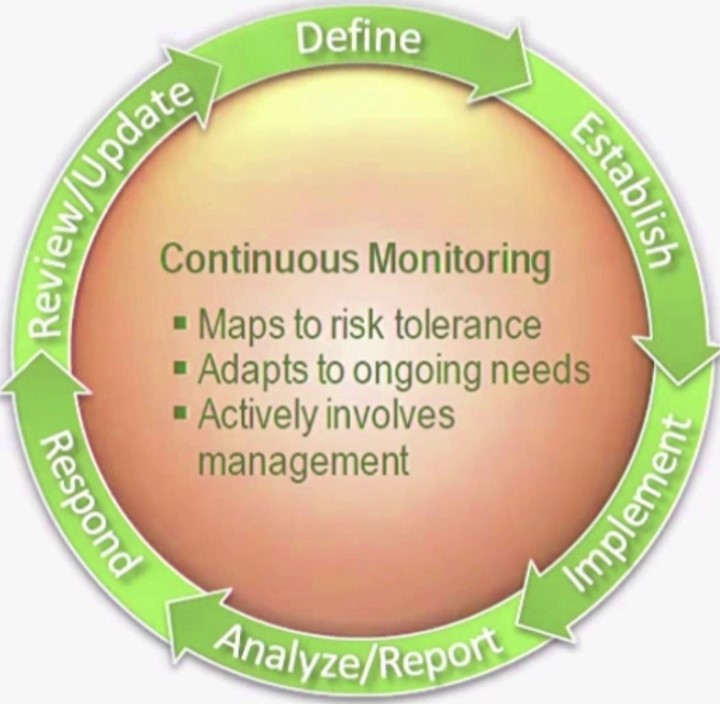 Define
Establish
Implement
Analyze/Report
Respond
Review/Update
Continuous Monitoring
▪ Maps to risk tolerance
▪ Adapts to ongoing needs
▪ Actively involves
management